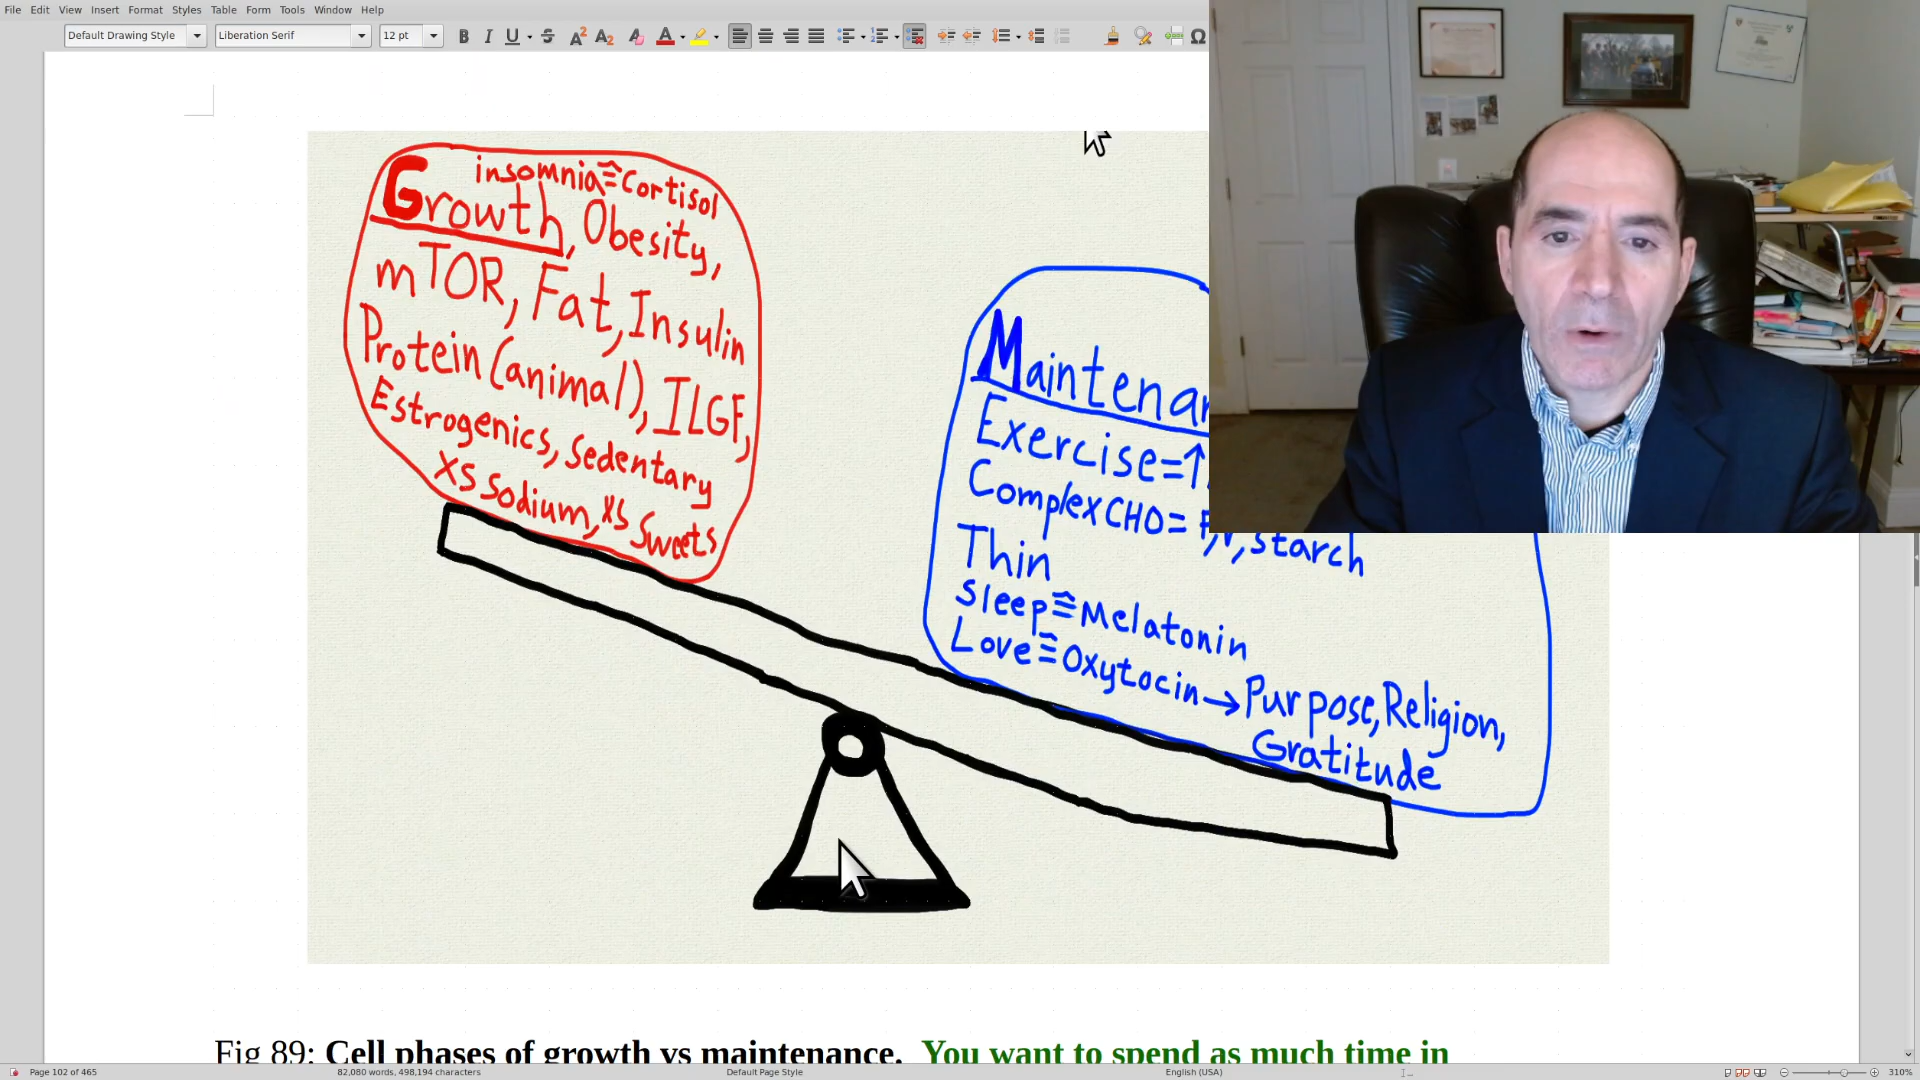 File Edit View Insert Format Styles Table Form Tools Window Help
Default Drawing Style Liberation Serif 12 pt
insomnia≘Cortisol
Growth, Obesity,
mTOR, Fat, Insulin
Protein (animal), ILGF,
Estrogenics, Sedentary
XS Sodium, XS Sweets
Maintenan
Exercise=↑
Complex CHO= F,V, starch
Thin
Sleep≘Melatonin
Love≘Oxytocin→Purpose, Religion,
Gratitude
Fig 89: Cell phases of growth vs maintenance. You want to spend as much time in
Page 102 of 465 82,080 words, 498,194 characters Default Page Style English (USA) 310%